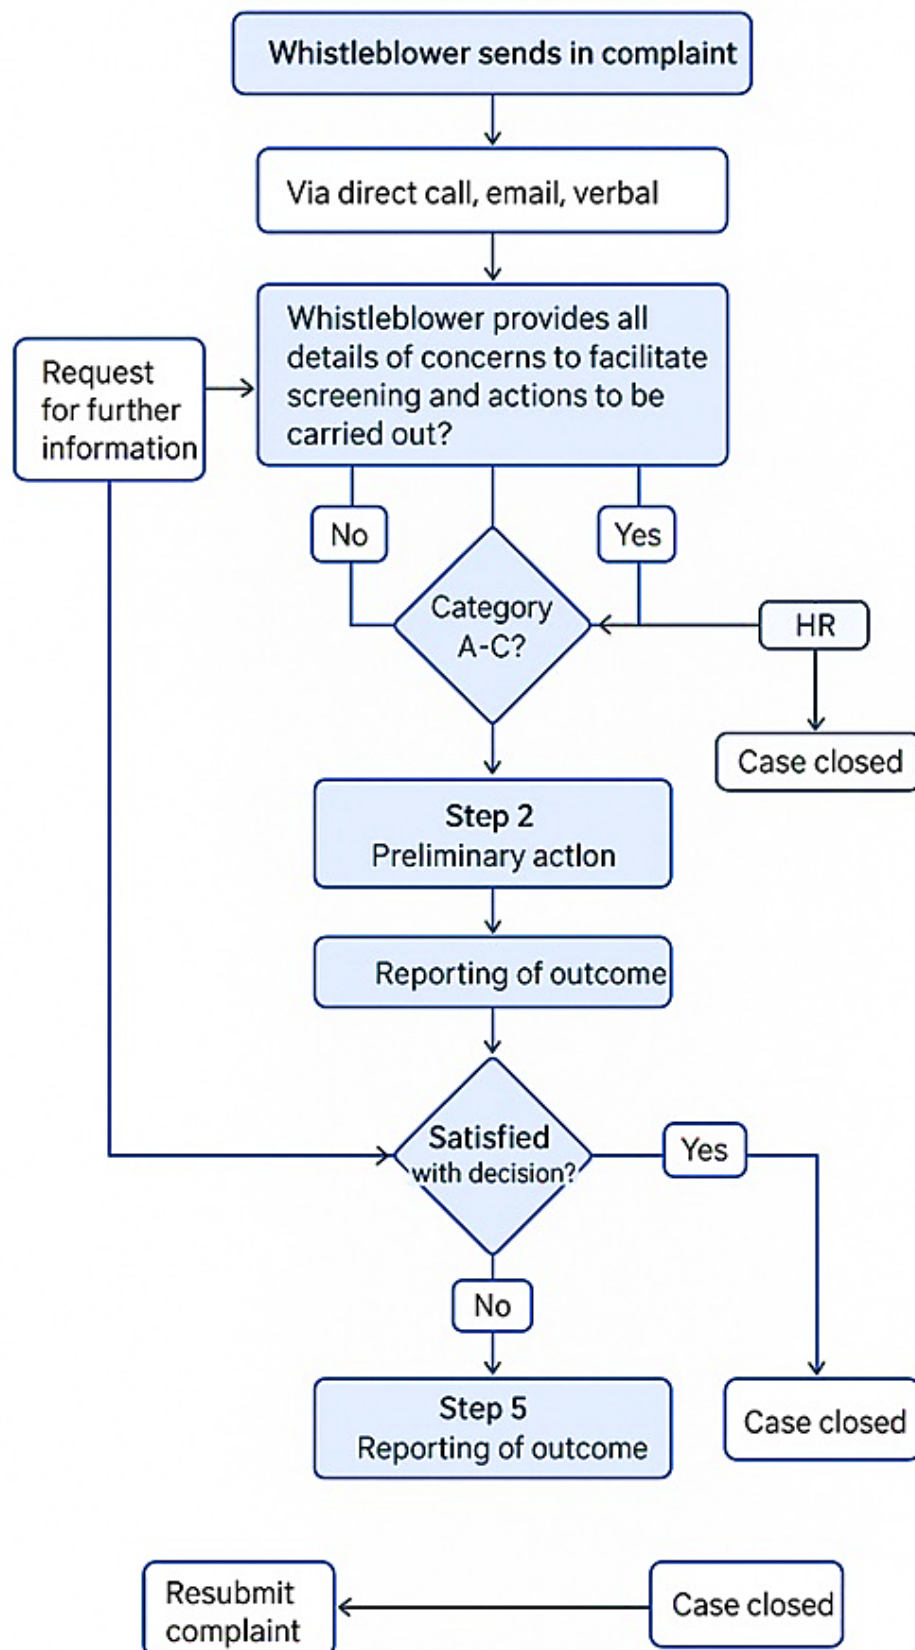 Whistleblower sends in complaint
Via direct call, email, verbal
Whistleblower provides all
details of concerns to facilitate
screening and actions to be
carried out?
Request
for further
information
No
Yes
Category
A-C?
HR
Case closed
Step 2
Preliminary actlon
Reporting of outcome
Satisfied
with decision?
Yes
No
Step 5
Reporting of outcome
Case closed
Resubmit
complaint
Case closed